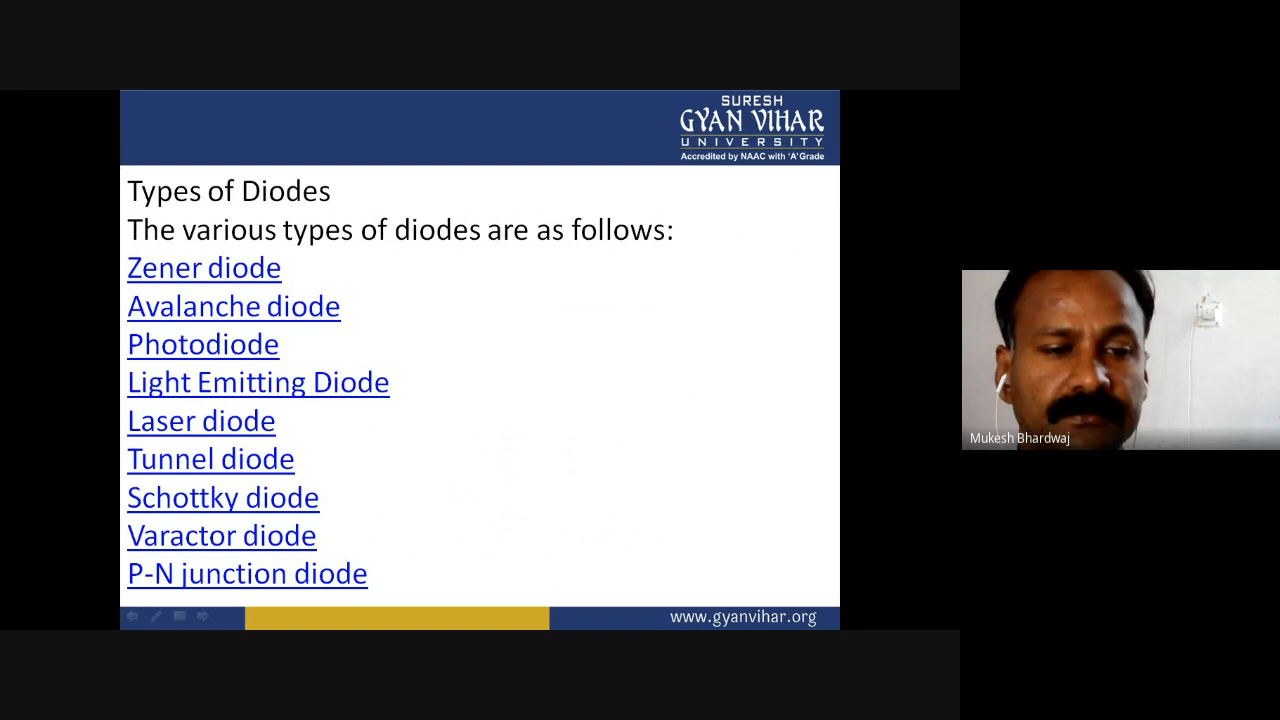 SURESH
GYAN VIHAR
UNIVERSITY
Accredited by NAAC with 'A' Grade
Types of Diodes
The various types of diodes are as follows:
Zener diode
Avalanche diode
Photodiode
Light Emitting Diode
Laser diode
Tunnel diode
Schottky diode
Varactor diode
P-N junction diode
www.gyanvihar.org
Mukesh Bhardwaj